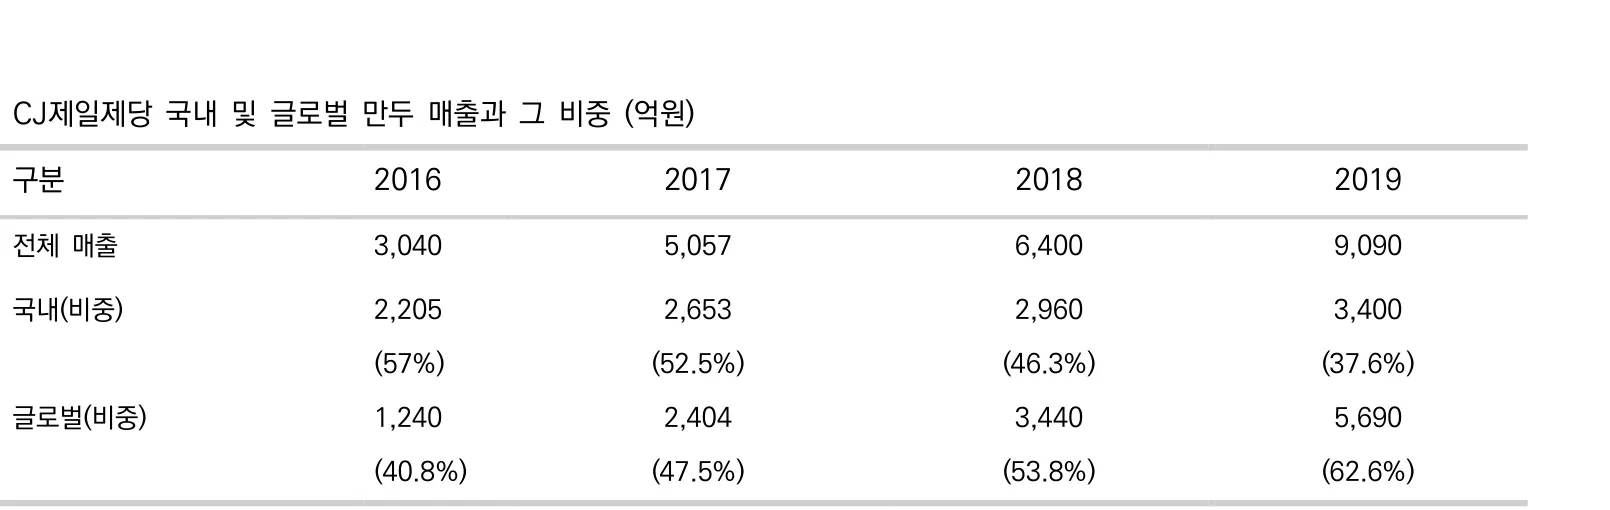 CJ제일제당 국내 및 글로벌 만두 매출과 그 비중 (억원)
구분 2016 2017 2018 2019
전체 매출 3,040 5,057 6,400 9,090
국내(비중) 2,205 2,653 2,960 3,400
(57%) (52.5%) (46.3%) (37.6%)
글로벌(비중) 1,240 2,404 3,440 5,690
(40.8%) (47.5%) (53.8%) (62.6%)